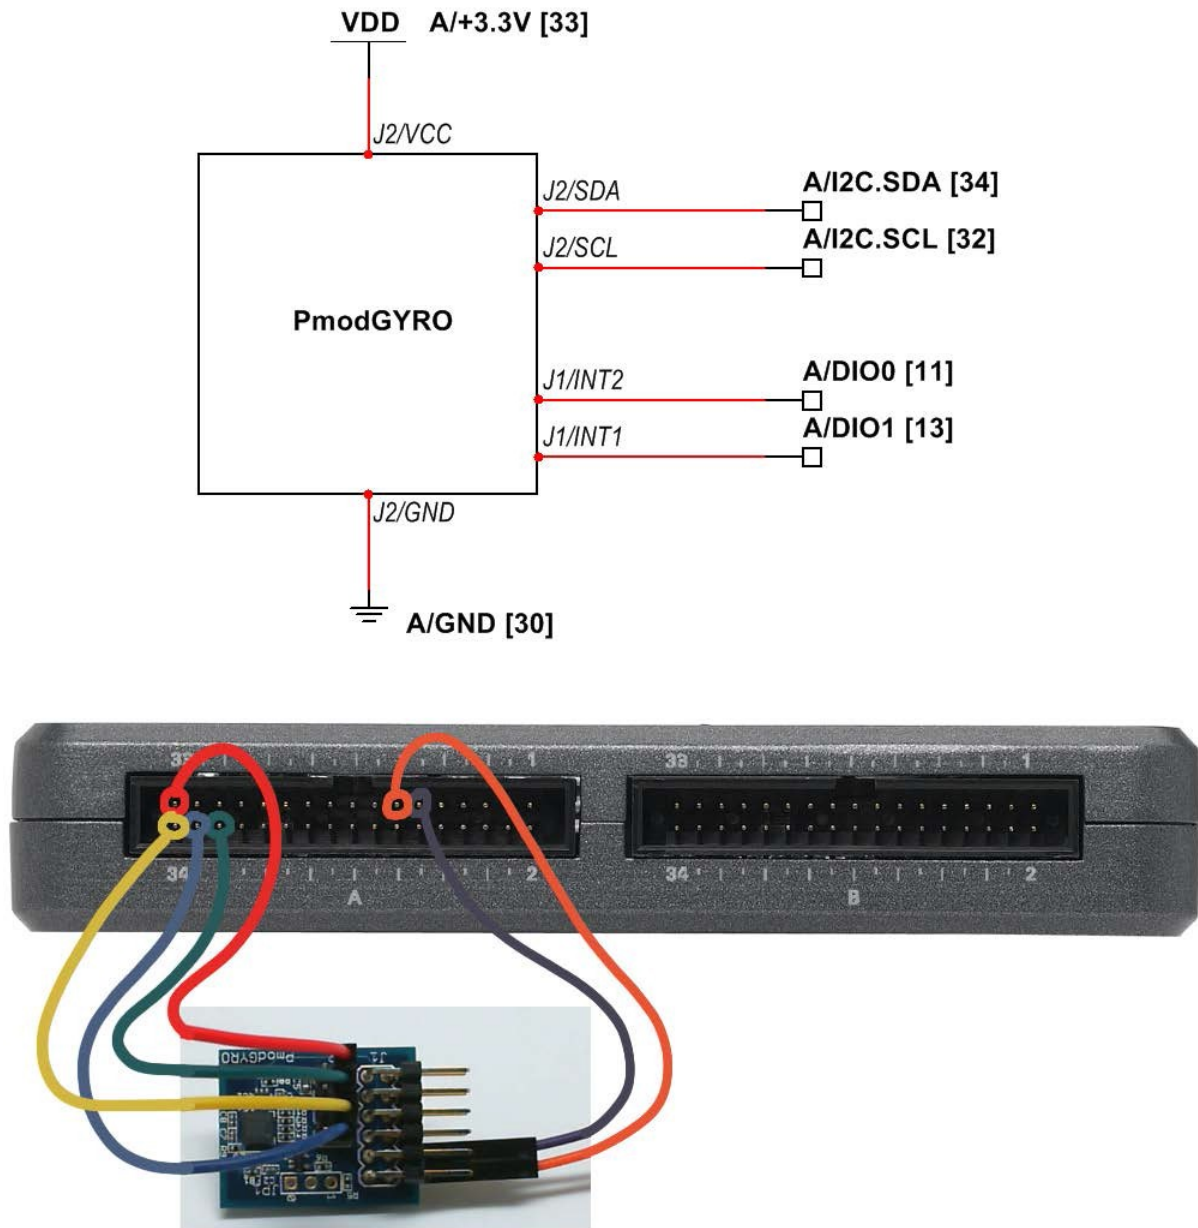 VDD A/+3.3V [33]
J2/VCC
J2/SDA
A/I2C.SDA [34]
J2/SCL
A/I2C.SCL [32]
PmodGYRO
J1/INT2
A/DIO0 [11]
J1/INT1
A/DIO1 [13]
J2/GND
A/GND [30]
1
33
1
34
A
2
34
B
2
PmodGYRO
J1